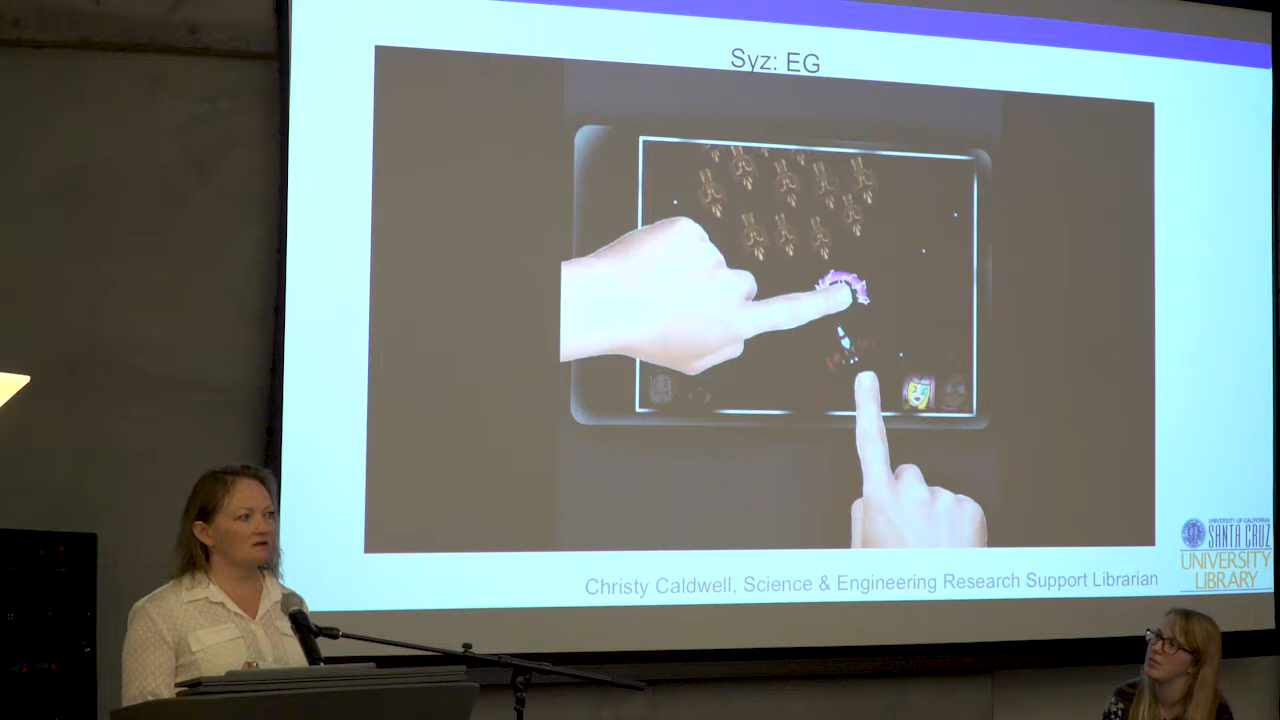 Syz: EG
Christy Caldwell, Science & Engineering Research Support Librarian
UNIVERSITY OF CALIFORNIA
SANTA CRUZ
UNIVERSITY
LIBRARY